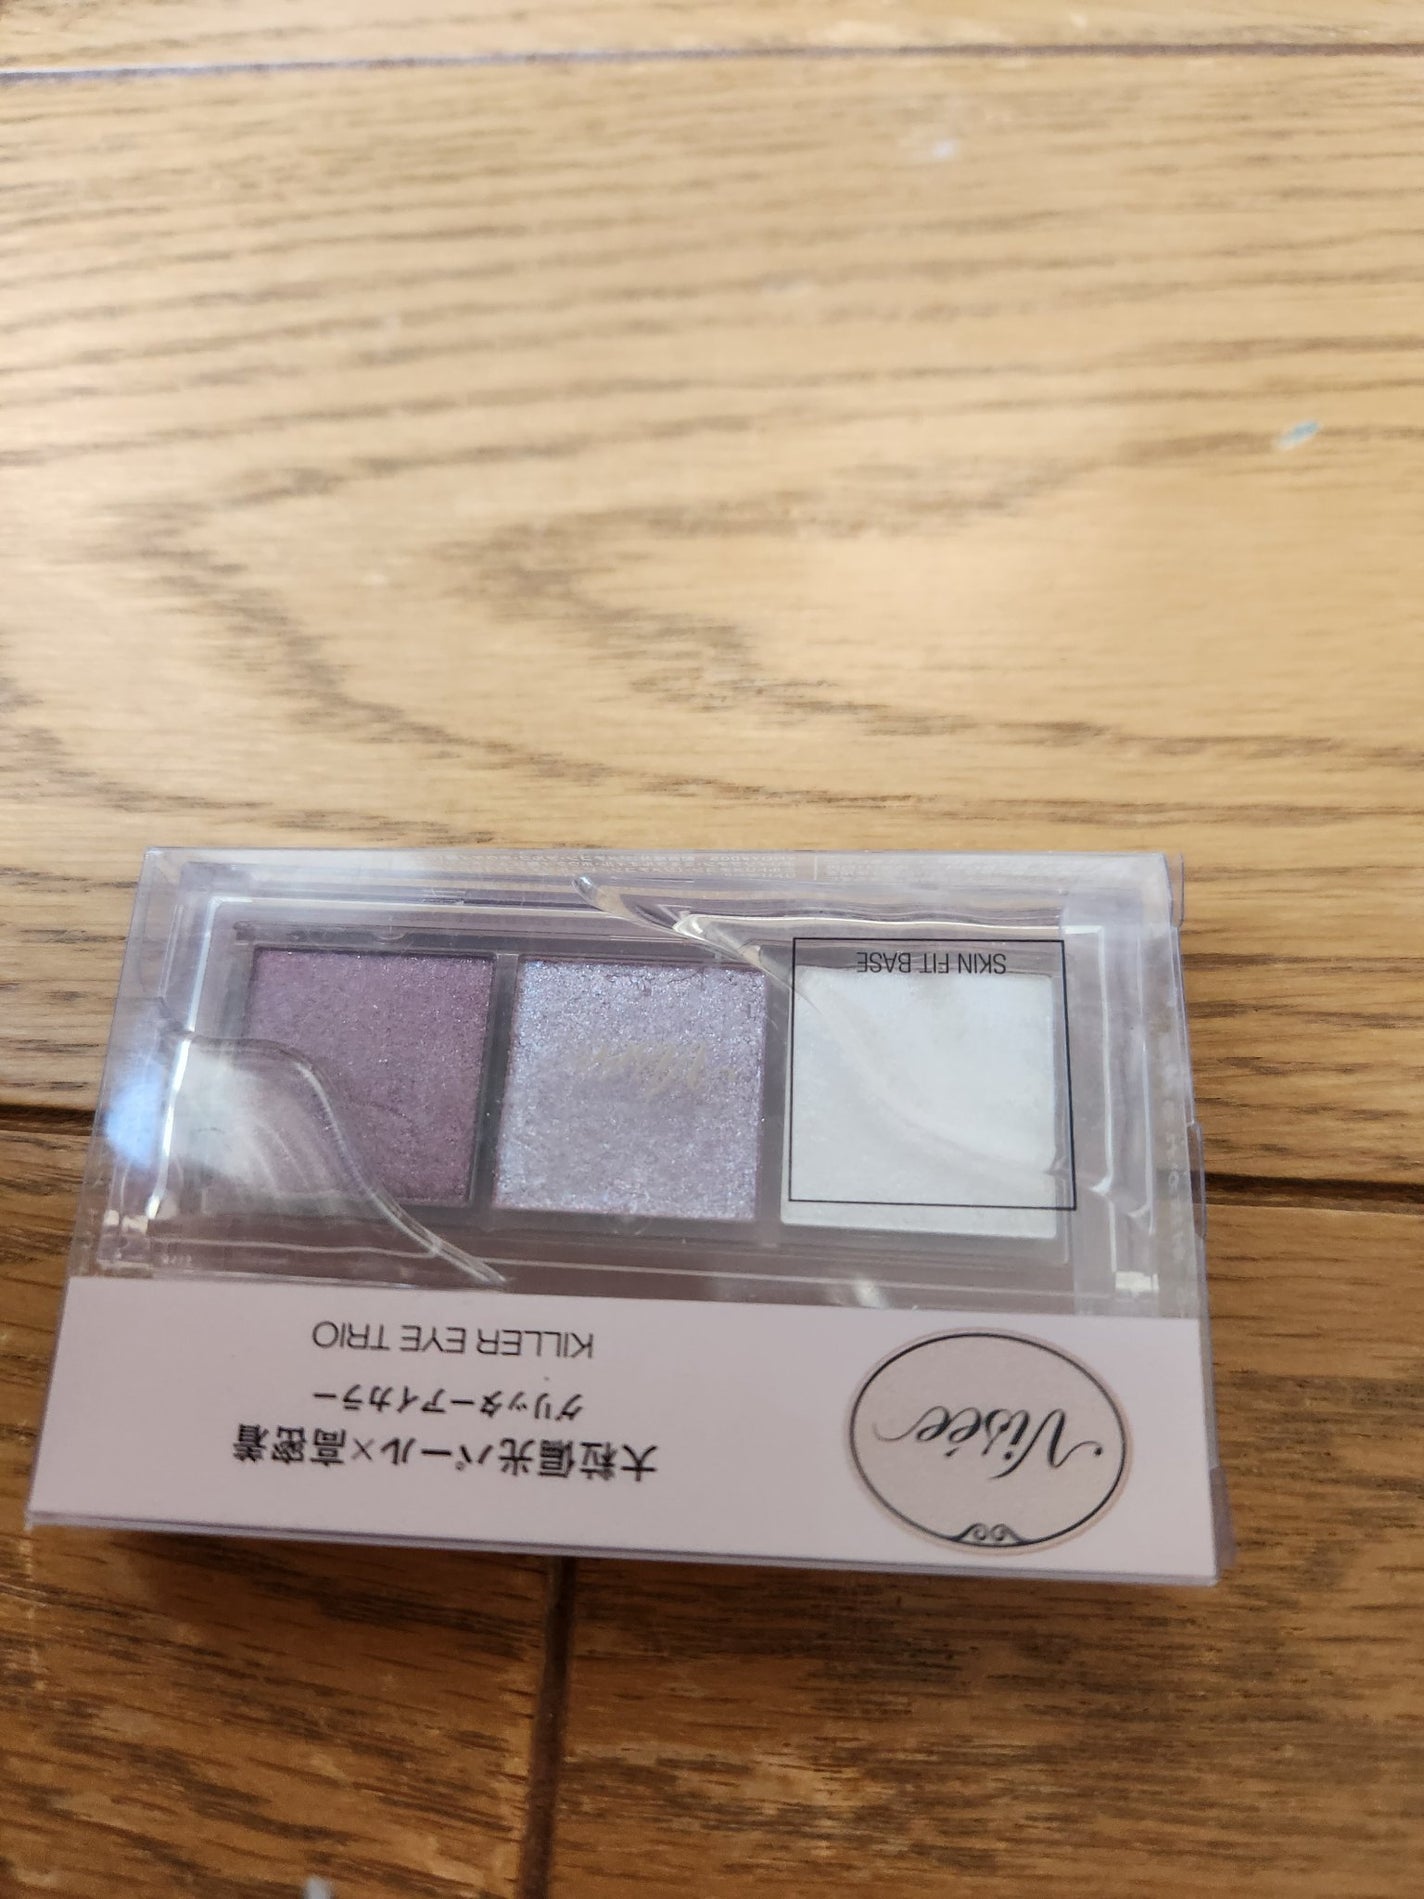 Visée
大粒偏光パール×高密着
グリッターアイカラー
KILLER EYE TRIO
SKIN FIT BASE